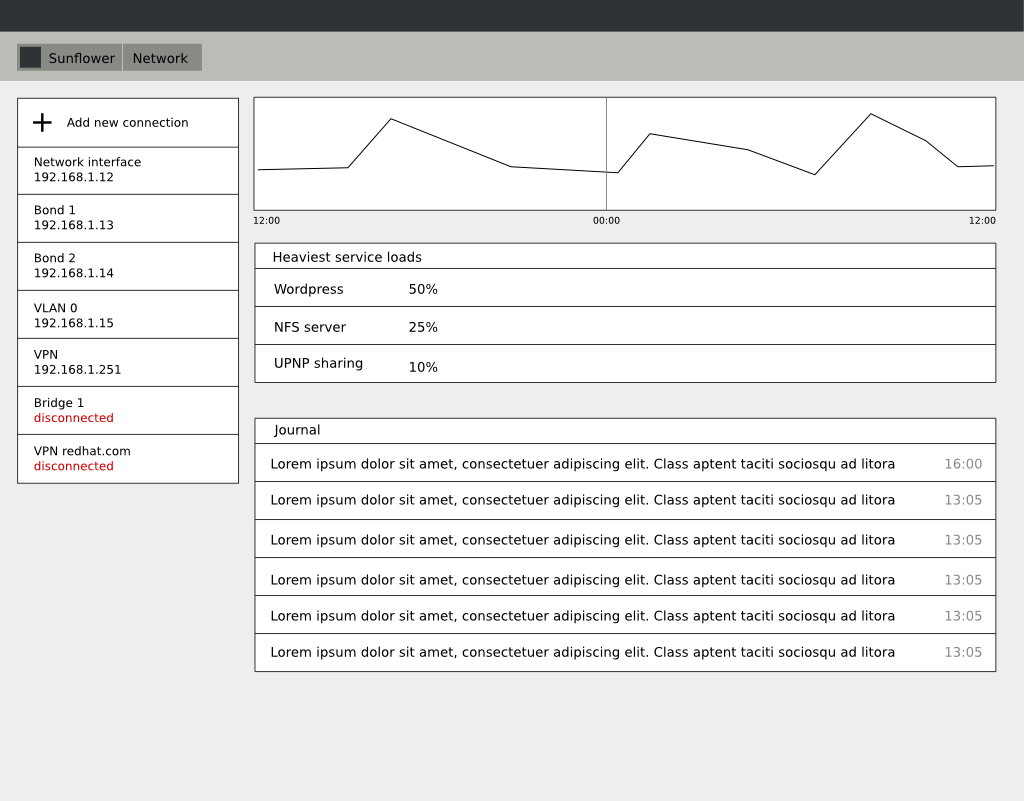 Sunflower Network
Add new connection
Network interface
192.168.1.12
Bond 1
192.168.1.13
Bond 2
192.168.1.14
VLAN 0
192.168.1.15
VPN
192.168.1.251
Bridge 1
disconnected
VPN redhat.com
disconnected
12:00 00:00 12:00
Heaviest service loads
Wordpress 50%
NFS server 25%
UPNP sharing 10%
Journal
Lorem ipsum dolor sit amet, consectetuer adipiscing elit. Class aptent taciti sociosqu ad litora 16:00
Lorem ipsum dolor sit amet, consectetuer adipiscing elit. Class aptent taciti sociosqu ad litora 13:05
Lorem ipsum dolor sit amet, consectetuer adipiscing elit. Class aptent taciti sociosqu ad litora 13:05
Lorem ipsum dolor sit amet, consectetuer adipiscing elit. Class aptent taciti sociosqu ad litora 13:05
Lorem ipsum dolor sit amet, consectetuer adipiscing elit. Class aptent taciti sociosqu ad litora 13:05
Lorem ipsum dolor sit amet, consectetuer adipiscing elit. Class aptent taciti sociosqu ad litora 13:05